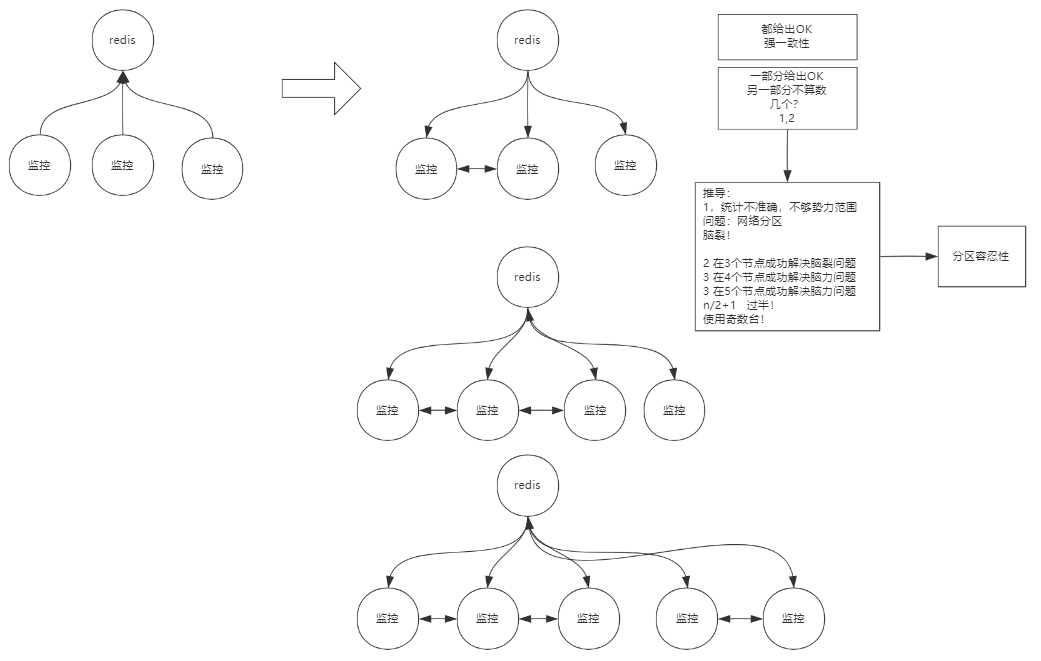 redis
监控
监控
监控
redis
监控
监控
监控
都给出OK
强一致性
一部分给出OK
另一部分不算数
几个?
1,2
推导:
1，统计不准确，不够势力范围
问题：网络分区
脑裂！
2 在3个节点成功解决脑裂问题
3 在4个节点成功解决脑力问题
3 在5个节点成功解决脑力问题
n/2+1 过半！
使用奇数台！
分区容忍性
redis
监控
监控
监控
监控
redis
监控
监控
监控
监控
监控